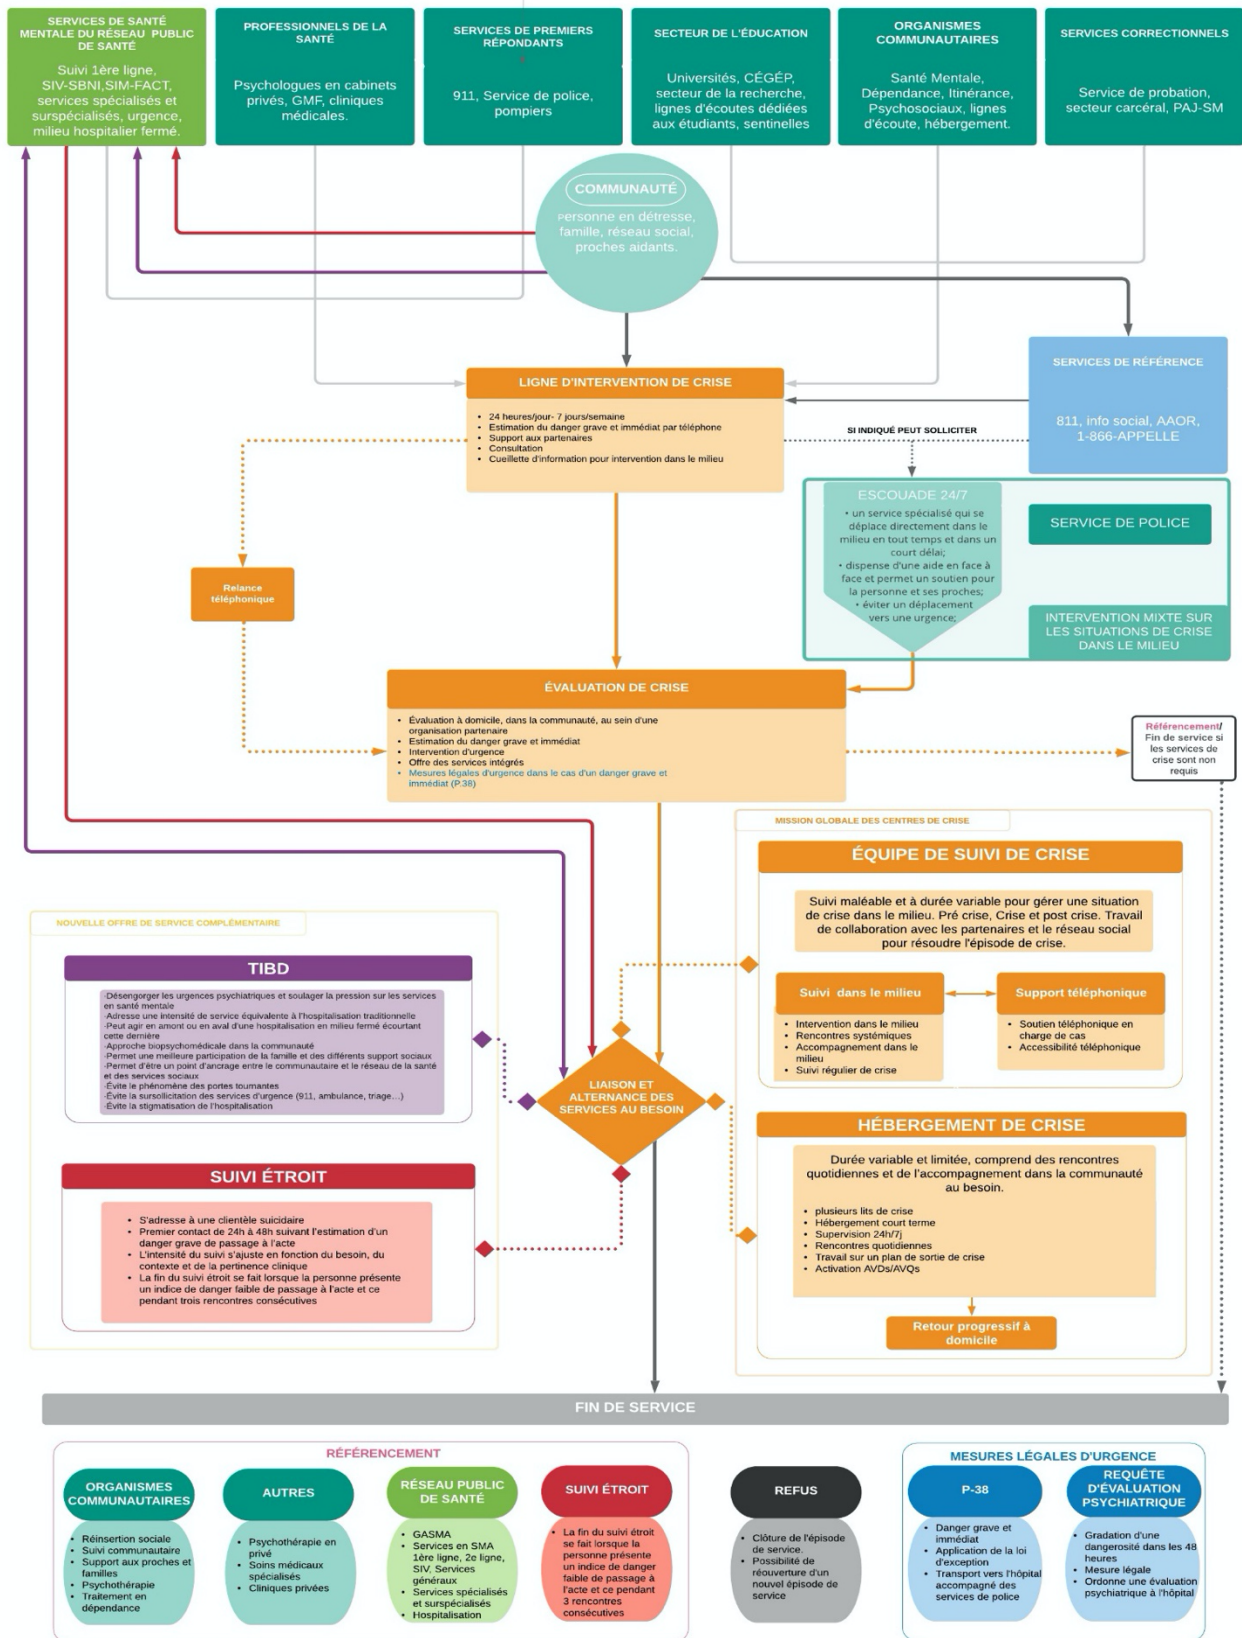 SERVICES DE SANTÉ
MENTALE DU RÉSEAU PUBLIC
DE SANTÉ
Suivi 1ère ligne,
SIV-SBNI,SIM-FACT,
services spécialisés et
surspécialisés, urgence,
milieu hospitalier fermé.
PROFESSIONNELS DE LA
SANTÉ
Psychologues en cabinets
privés, GMF, cliniques
médicales.
SERVICES DE PREMIERS
RÉPONDANTS
911, Service de police,
pompiers
SECTEUR DE L'ÉDUCATION
Universités, CÉGÉP,
secteur de la recherche,
lignes d'écoutes dédiées
aux étudiants, sentinelles
ORGANISMES
COMMUNAUTAIRES
Santé Mentale,
Dépendance, Itinérance,
Psychosociaux, lignes
d'écoute, hébergement.
SERVICES CORRECTIONNELS
Service de probation,
secteur carcéral, PAJ-SM
COMMUNAUTÉ
Personne en détresse,
famille, réseau social,
proches aidants.
SERVICES DE RÉFÉRENCE
811, info social, AAOR,
1-866-APPELLE
LIGNE D'INTERVENTION DE CRISE
• 24 heures/jour- 7 jours/semaine
• Estimation du danger grave et immédiat par téléphone
• Support aux partenaires
• Consultation
• Cueillette d'information pour intervention dans le milieu
SI INDIQUÉ PEUT SOLLICITER
ESCOUADE 24/7
• un service spécialisé qui se
déplace directement dans le
milieu en tout temps et dans un
court délai;
• dispense d'une aide en face à
face et permet un soutien pour
la personne et ses proches;
• éviter un déplacement
vers une urgence;
SERVICE DE POLICE
INTERVENTION MIXTE SUR
LES SITUATIONS DE CRISE
DANS LE MILIEU
Relance
téléphonique
ÉVALUATION DE CRISE
• Évaluation à domicile, dans la communauté, au sein d'une
organisation partenaire
• Estimation du danger grave et immédiat
• Intervention d'urgence
• Offre des services intégrés
• Mesures légales d'urgence dans le cas d'un danger grave et
immédiat (P.38)
Référencement/
Fin de service si
les services de
crise sont non
requis
MISSION GLOBALE DES CENTRES DE CRISE
ÉQUIPE DE SUIVI DE CRISE
Suivi maléable et à durée variable pour gérer une situation
de crise dans le milieu. Pré crise, Crise et post crise. Travail
de collaboration avec les partenaires et le réseau social
pour résoudre l'épisode de crise.
Suivi dans le milieu
• Intervention dans le milieu
• Rencontres systémiques
• Accompagnement dans le
milieu
• Suivi régulier de crise
Support téléphonique
• Soutien téléphonique en
charge de cas
• Accessibilité téléphonique
NOUVELLE OFFRE DE SERVICE COMPLÉMENTAIRE
TIBD
-Désengorger les urgences psychiatriques et soulager la pression sur les services
en santé mentale
-Adresse une intensité de service équivalente à l'hospitalisation traditionnelle
-Peut agir en amont ou en aval d'une hospitalisation en milieu fermé écourtant
cette dernière
-Approche biopsychomédicale dans la communauté
-Permet une meilleure participation de la famille et des différents support sociaux
-Permet d'être un point d'ancrage entre le communautaire et le réseau de la santé
et des services sociaux
-Évite le phénomène des portes tournantes
-Évite la sursollicitation des services d'urgence (911, ambulance, triage…)
-Évite la stigmatisation de l'hospitalisation
LIAISON ET
ALTERNANCE DES
SERVICES AU BESOIN
HÉBERGEMENT DE CRISE
Durée variable et limitée, comprend des rencontres
quotidiennes et de l'accompagnement dans la communauté
au besoin.
• plusieurs lits de crise
• Hébergement court terme
• Supervision 24h/7j
• Rencontres quotidiennes
• Travail sur un plan de sortie de crise
• Activation AVDs/AVQs
Retour progressif à
domicile
SUIVI ÉTROIT
• S'adresse à une clientèle suicidaire
• Premier contact de 24h à 48h suivant l'estimation d'un
danger grave de passage à l'acte
• L'intensité du suivi s'ajuste en fonction du besoin, du
contexte et de la pertinence clinique
• La fin du suivi étroit se fait lorsque la personne présente
un indice de danger faible de passage à l'acte et ce
pendant trois rencontres consécutives
FIN DE SERVICE
RÉFÉRENCEMENT
ORGANISMES
COMMUNAUTAIRES
• Réinsertion sociale
• Suivi communautaire
• Support aux proches et
familles
• Psychothérapie
• Traitement en
dépendance
AUTRES
• Psychothérapie en
privé
• Soins médicaux
spécialisés
• Cliniques privées
RÉSEAU PUBLIC
DE SANTÉ
• GASMA
• Services en SMA
1ère ligne, 2e ligne,
SIV, Services
généraux
• Services spécialisés
et surspécialisés
• Hospitalisation
SUIVI ÉTROIT
• La fin du suivi étroit
se fait lorsque la
personne présente
un indice de danger
faible de passage à
l'acte et ce pendant
3 rencontres
consécutives
REFUS
• Clôture de l'épisode
de service.
• Possibilité de
réouverture d'un
nouvel épisode de
service
MESURES LÉGALES D'URGENCE
P-38
• Danger grave et
immédiat
• Application de la loi
d'exception
• Transport vers l'hôpital
accompagné des
services de police
REQUÊTE
D'ÉVALUATION
PSYCHIATRIQUE
• Gradation d'une
dangerosité dans les 48
heures
• Mesure légale
• Ordonne une évaluation
psychiatrique à l'hôpital